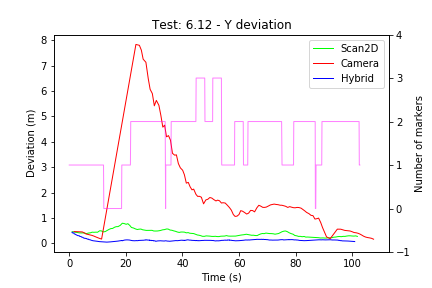 Test: 6.12 - Y deviation
Scan2D
Camera
Hybrid
Deviation (m)
8
7
6
5
4
3
2
1
0
Number of markers
4
3
2
1
0
−1
0 20 40 60 80 100
Time (s)